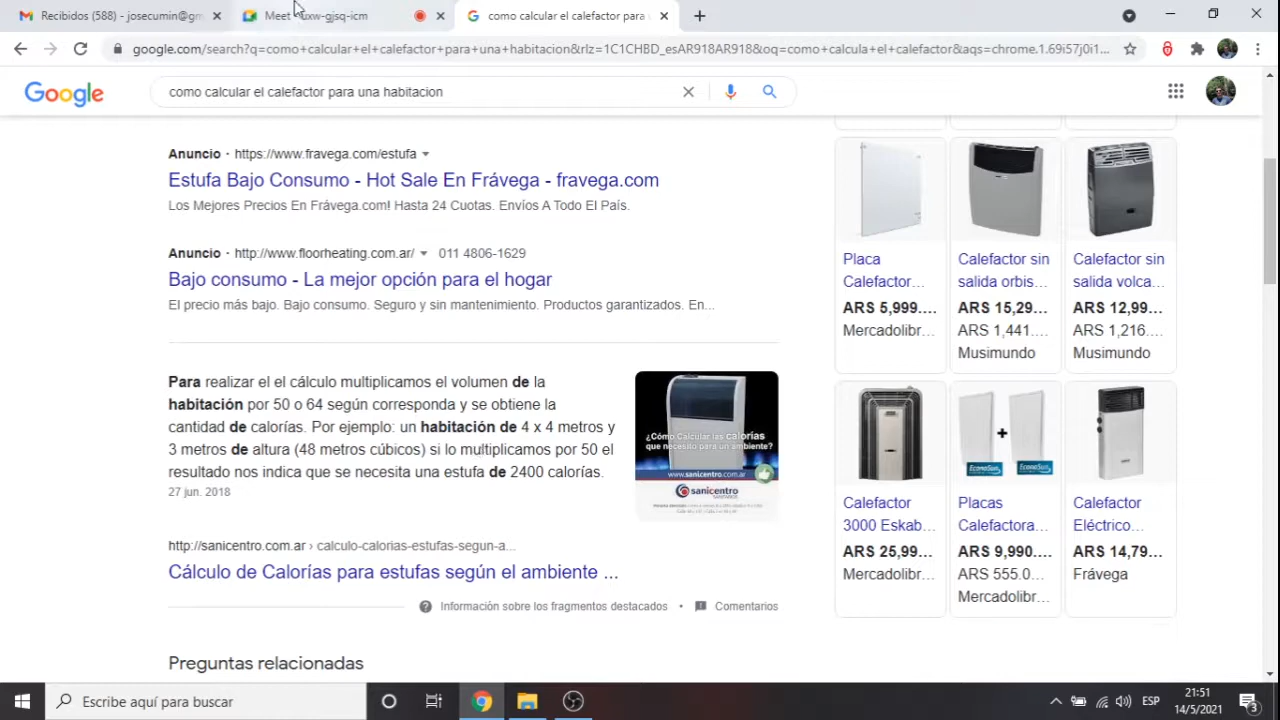 Recibidos (588) - josecumin@gm
Meet
uxw-gjsq-icm
como calcular el calefactor para
google.com/search?q=como+calcular+el+calefactor+para+una+habitacion&rlz=1C1CHBD_esAR918AR918&oq=como+calcula+el+calefactor&aqs=chrome.1.69i57j0i1...
Google
como calcular el calefactor para una habitacion
Anuncio · https://www.fravega.com/estufa
Estufa Bajo Consumo - Hot Sale En Frávega - fravega.com
Los Mejores Precios En Frávega.com! Hasta 24 Cuotas. Envíos A Todo El País.
Anuncio · http://www.floorheating.com.ar/ 011 4806-1629
Bajo consumo - La mejor opción para el hogar
El precio más bajo. Bajo consumo. Seguro y sin mantenimiento. Productos garantizados. En...
Para realizar el el cálculo multiplicamos el volumen de la
habitación por 50 o 64 según corresponda y se obtiene la
cantidad de calorías. Por ejemplo: un habitación de 4 x 4 metros y
3 metros de altura (48 metros cúbicos) si lo multiplicamos por 50 el
resultado nos indica que se necesita una estufa de 2400 calorías.
27 jun. 2018
¿Cómo Calcular las calorías
que necesito para un ambiente?
www.sanicentro.com.ar
sanicentro
http://sanicentro.com.ar › calculo-calorias-estufas-segun-a...
Cálculo de Calorías para estufas según el ambiente ...
Información sobre los fragmentos destacados • Comentarios
Preguntas relacionadas
Placa
Calefactor...
ARS 5,999....
Mercadolibr...
Calefactor sin
salida orbis...
ARS 15,29...
ARS 1,441....
Musimundo
Calefactor sin
salida volca...
ARS 12,99...
ARS 1,216....
Musimundo
EconoSun
EconoSun
Calefactor
3000 Eskab...
ARS 25,99...
Mercadolibr...
Placas
Calefactora...
ARS 9,990....
ARS 555.0...
Mercadolibr...
Calefactor
Eléctrico...
ARS 14,79...
Frávega
Escribe aquí para buscar
ESP
21:51
14/5/2021
3